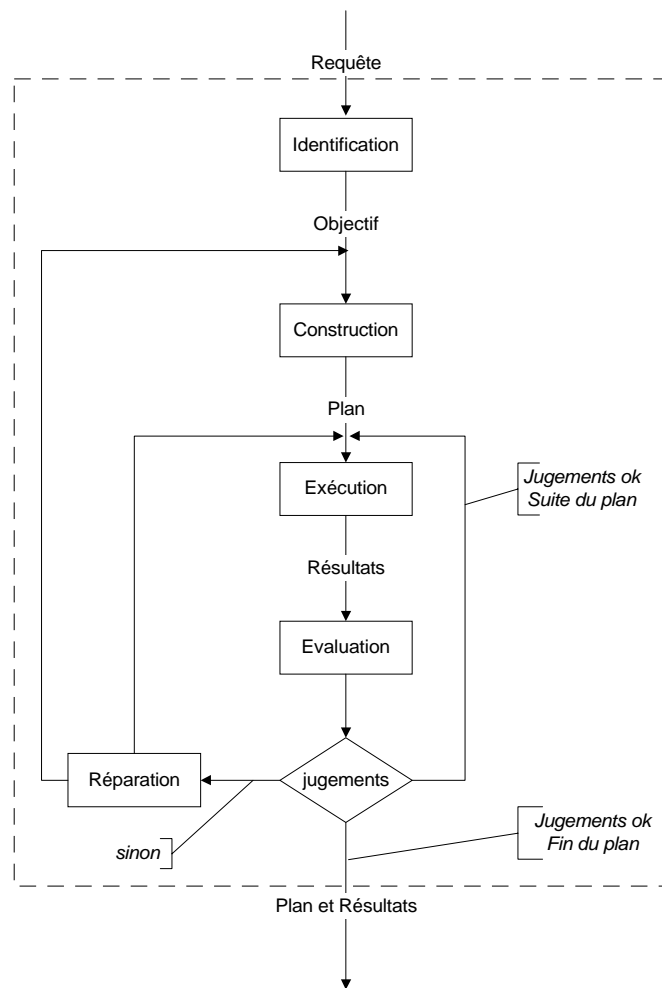 Requête
Identification
Objectif
Construction
Plan
Exécution
Jugements ok
Suite du plan
Résultats
Evaluation
Réparation
jugements
sinon
Jugements ok
Fin du plan
Plan et Résultats